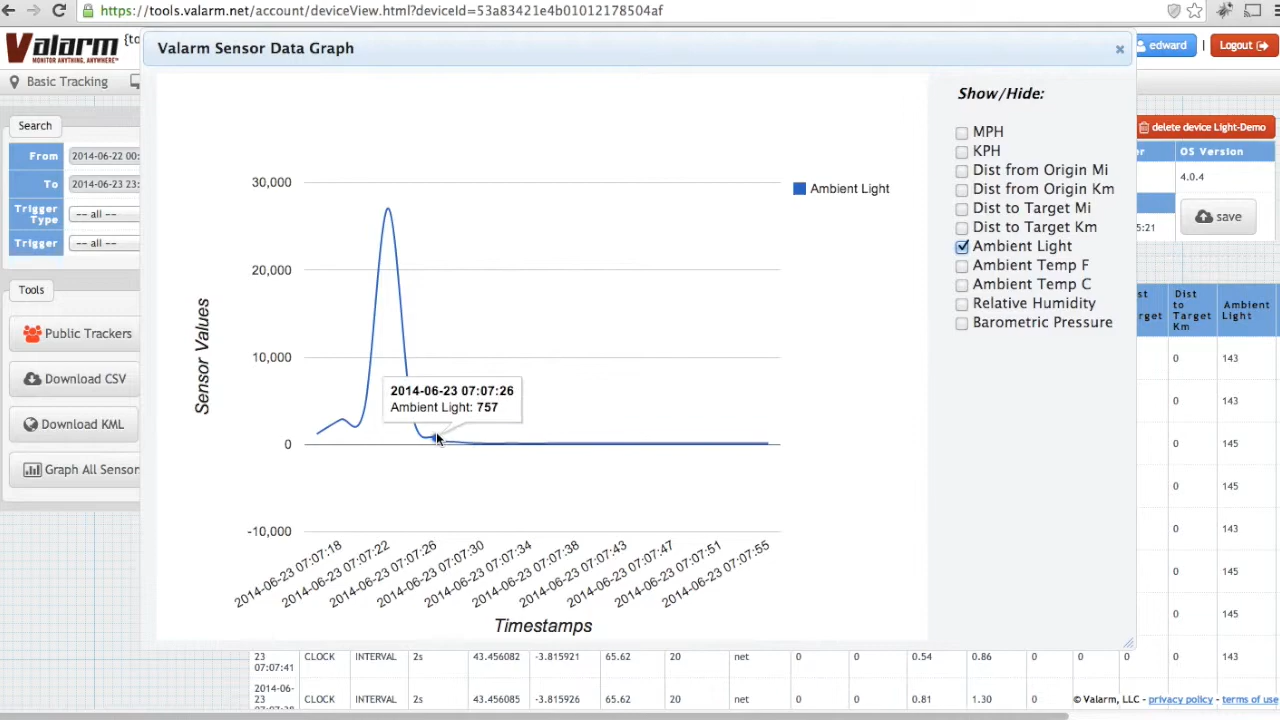 https://tools.valarm.net/account/deviceView.html?deviceId=53a83421e4b01012178504af
Valarm
MONITOR ANYTHING, ANYWHERE™
{to
Valarm Sensor Data Graph
×
edward
|
Logout
Basic Tracking
Search
From 2014-06-22 00:
To 2014-06-23 23:
Trigger
Type
-- all --
Trigger -- all --
Tools
Public Trackers
Download CSV
Download KML
Graph All Sensor
Show/Hide:
MPH
KPH
Dist from Origin Mi
Dist from Origin Km
Dist to Target Mi
Dist to Target Km
Ambient Light
Ambient Temp F
Ambient Temp C
Relative Humidity
Barometric Pressure
Ambient Light
30,000
20,000
10,000
0
-10,000
Sensor Values
2014-06-23 07:07:26
Ambient Light: 757
2014-06-23 07:07:18
2014-06-23 07:07:22
2014-06-23 07:07:26
2014-06-23 07:07:30
2014-06-23 07:07:34
2014-06-23 07:07:38
2014-06-23 07:07:43
2014-06-23 07:07:47
2014-06-23 07:07:51
2014-06-23 07:07:55
Timestamps
delete device Light-Demo
er OS Version
4.0.4
5:21
save
st
rget
Dist
to
Target
Km
Ambient
Light
0 143
0 143
0 145
0 145
0 143
0 145
0 145
23
07:07:41
CLOCK INTERVAL 2s 43.456082 -3.815921 65.62 20 net 0 0 0.54 0.86 0 0 0 143
2014-06-
23
CLOCK INTERVAL 2s 43.456085 -3.815926 65.62 20 net 0 0 0.81 1.30 0
© Valarm, LLC - privacy policy - terms of use